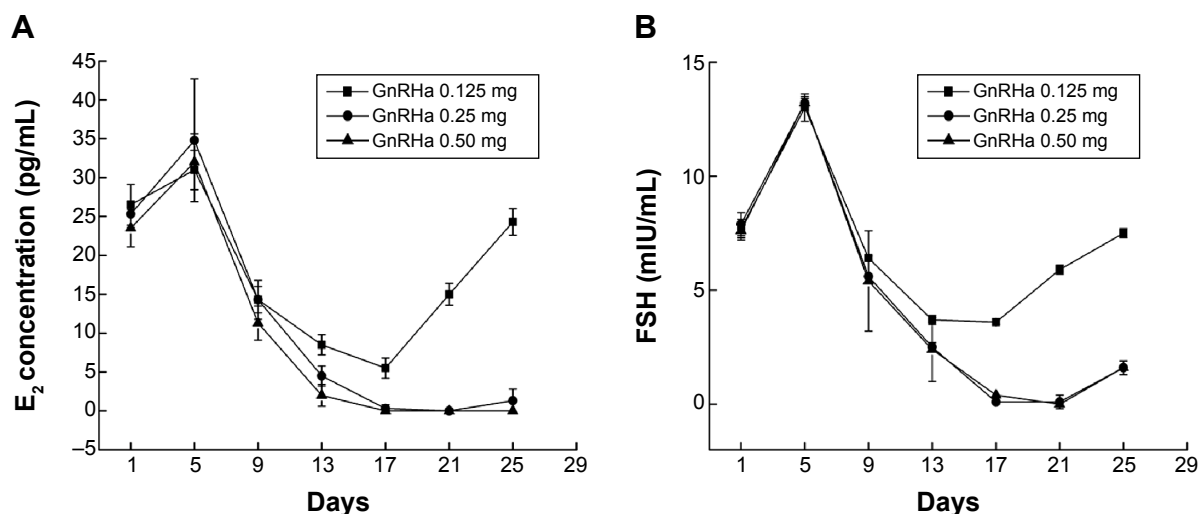 A
E₂ concentration (pg/mL)
45
40
35
30
25
20
15
10
5
0
–5
GnRHa 0.125 mg
GnRHa 0.25 mg
GnRHa 0.50 mg
1 5 9 13 17 21 25 29
Days
B
FSH (mIU/mL)
15
10
5
0
GnRHa 0.125 mg
GnRHa 0.25 mg
GnRHa 0.50 mg
1 5 9 13 17 21 25 29
Days